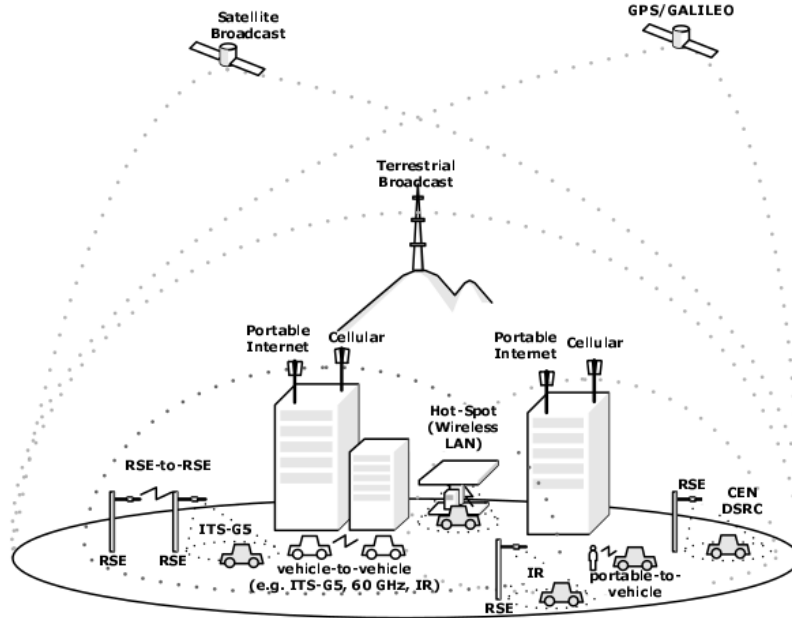 Satellite
Broadcast
GPS/GALILEO
Terrestrial
Broadcast
Portable
Internet
Cellular
Portable
Internet
Cellular
Hot-Spot
(Wireless
LAN)
RSE-to-RSE
RSE
CEN
DSRC
ITS-G5
RSE
RSE
vehicle-to-vehicle
(e.g. ITS-G5, 60 GHz, IR)
IR
RSE
portable-to-
vehicle